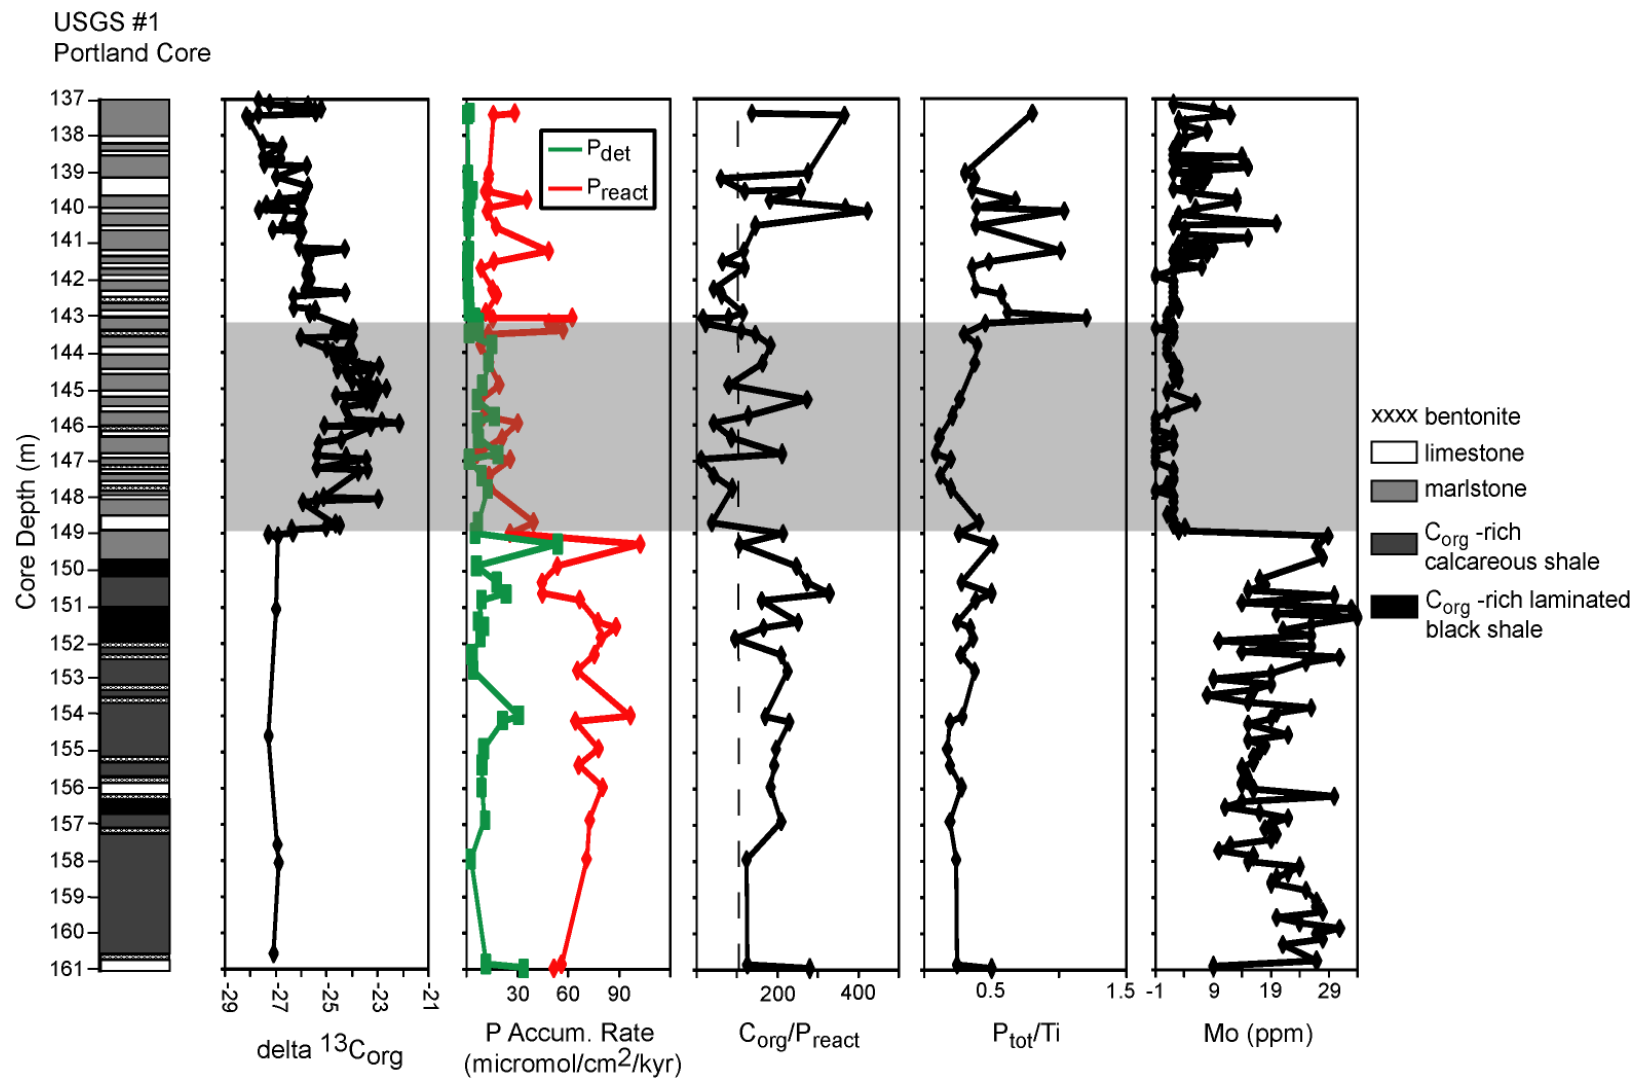 USGS #1
Portland Core
Core Depth (m)
137
138
139
140
141
142
143
144
145
146
147
148
149
150
151
152
153
154
155
156
157
158
159
160
161
-29
-27
-25
-23
-21
delta 13Corg
Pdet
Preact
30
60
90
P Accum. Rate
(micromol/cm2/kyr)
200
400
Corg/Preact
0.5
1.5
Ptot/Ti
-1
9
19
29
Mo (ppm)
xxxx bentonite
limestone
marlstone
Corg -rich
calcareous shale
Corg -rich laminated
black shale